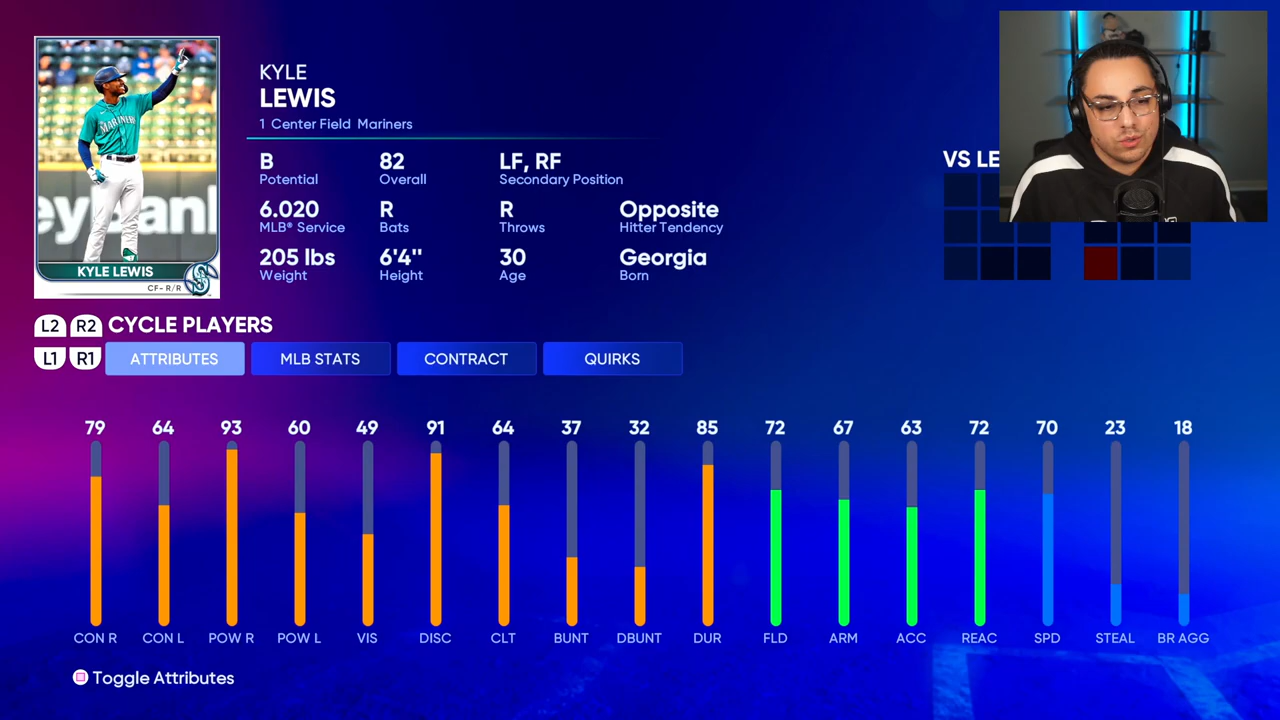 KYLE
LEWIS
1 Center Field Mariners
B
Potential
82
Overall
LF, RF
Secondary Position
6.020
MLB® Service
R
Bats
R
Throws
Opposite
Hitter Tendency
205 lbs
Weight
6'4"
Height
30
Age
Georgia
Born
VS LE
MARINERS
eyBank
KYLE LEWIS
S
CF- R/R
L2 R2 CYCLE PLAYERS
L1 R1 ATTRIBUTES MLB STATS CONTRACT QUIRKS
79 64 93 60 49 91 64 37 32 85 72 67 63 72 70 23 18
CON R CON L POW R POW L VIS DISC CLT BUNT DBUNT DUR FLD ARM ACC REAC SPD STEAL BR AGG
Toggle Attributes